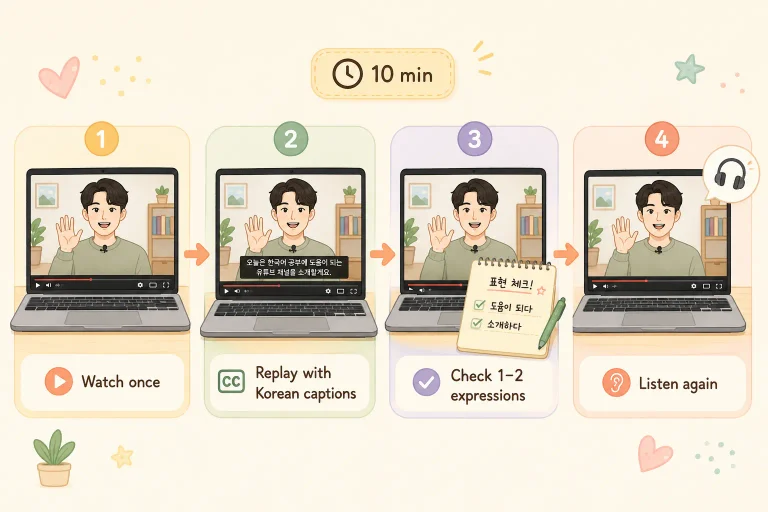 10 min
1
Watch once
2
오늘은 한국어 공부에 도움이 되는
유튜브 채널을 소개할게요.
CC
Replay with
Korean captions
3
표현 체크!
도움이 되다
소개하다
Check 1–2
expressions
4
Listen again